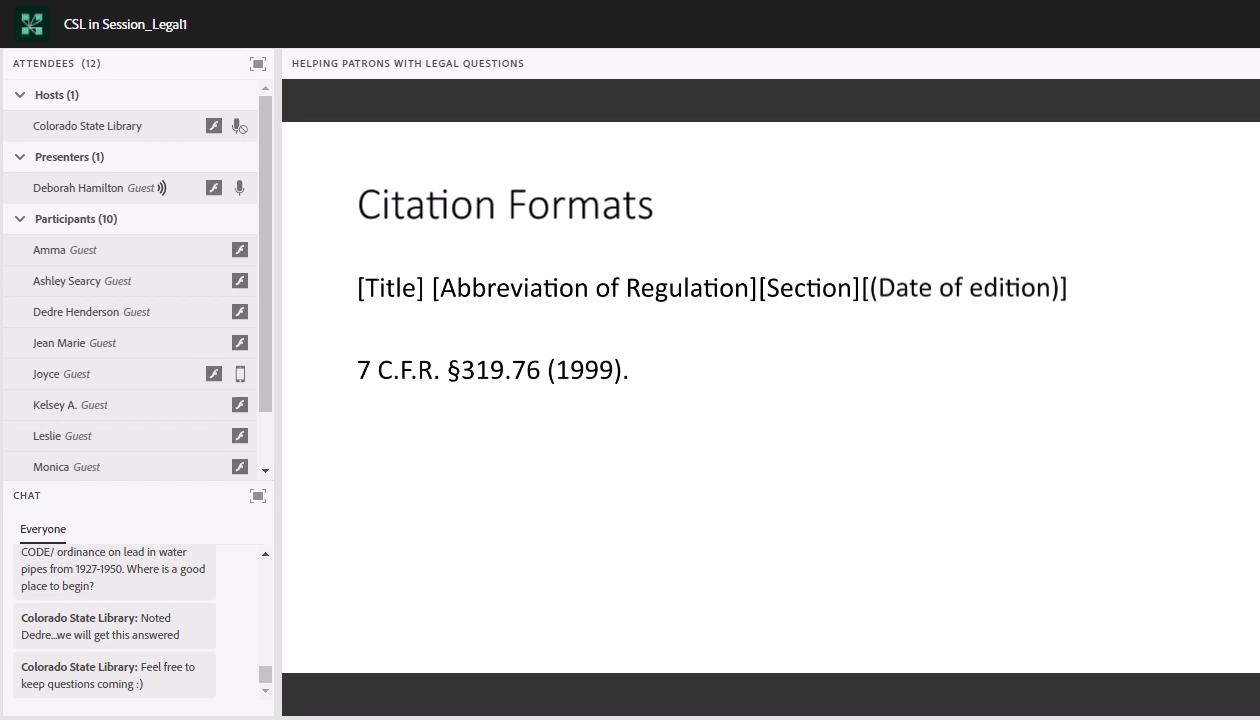 CSL in Session_Legal1
ATTENDEES (12)
Hosts (1)
Colorado State Library
Presenters (1)
Deborah Hamilton Guest
Participants (10)
Amma Guest
Ashley Searcy Guest
Dedre Henderson Guest
Jean Marie Guest
Joyce Guest
Kelsey A. Guest
Leslie Guest
Monica Guest
CHAT
Everyone
CODE/ ordinance on lead in water
pipes from 1927-1950. Where is a good
place to begin?
Colorado State Library: Noted
Dedre...we will get this answered
Colorado State Library: Feel free to
keep questions coming :)
HELPING PATRONS WITH LEGAL QUESTIONS
Citation Formats
[Title] [Abbreviation of Regulation][Section][(Date of edition)]
7 C.F.R. §319.76 (1999).